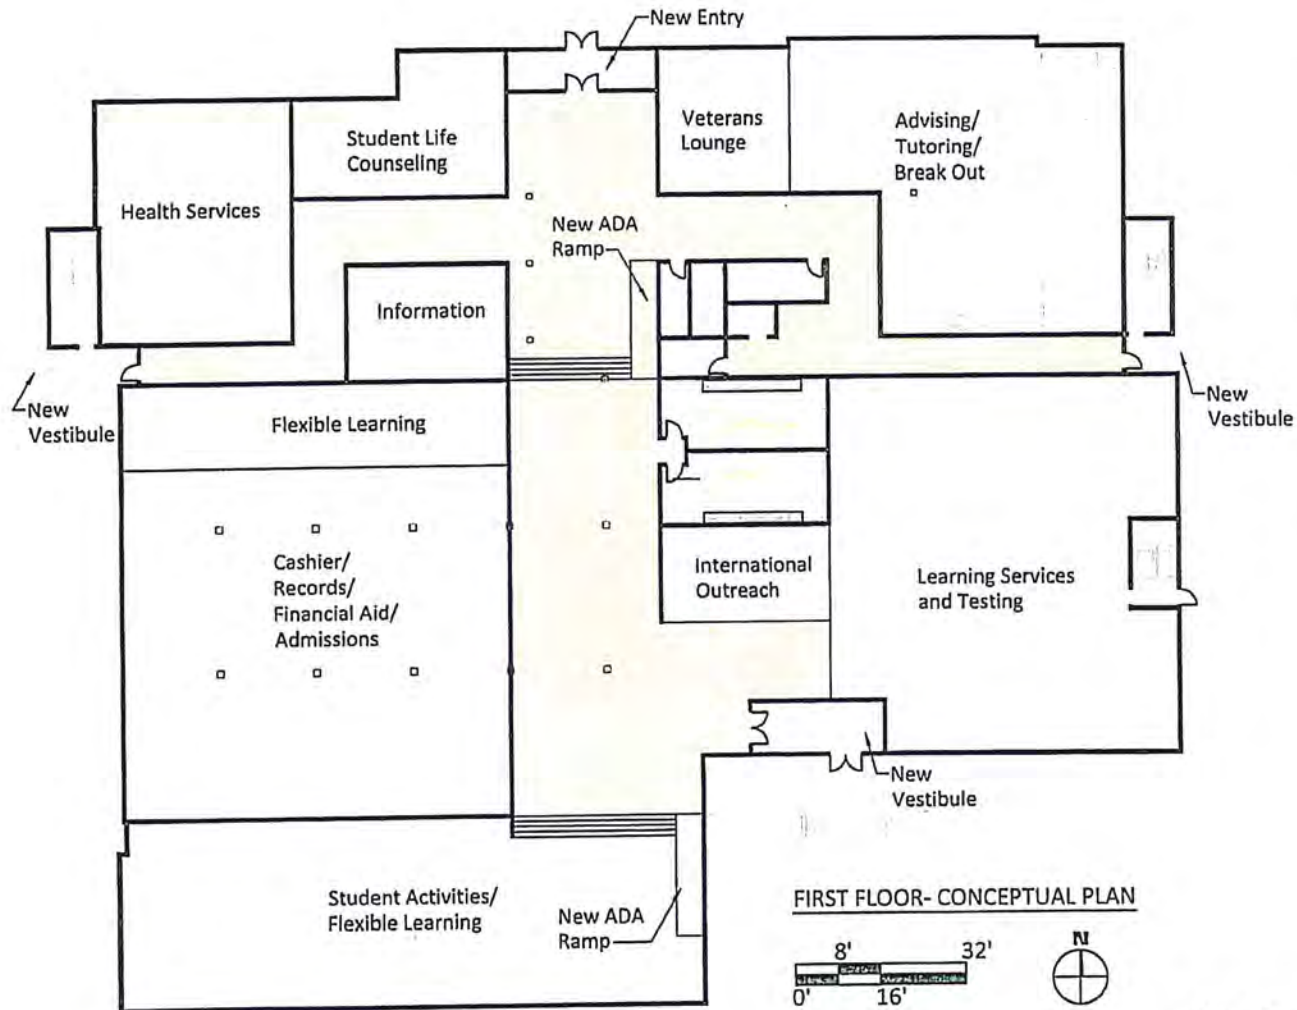 New Entry
Student Life
Counseling
Veterans
Lounge
Advising/
Tutoring/
Break Out
Health Services
New ADA
Ramp
Information
New
Vestibule
New
Vestibule
Flexible Learning
Cashier/
Records/
Financial Aid/
Admissions
International
Outreach
Learning Services
and Testing
New
Vestibule
Student Activities/
Flexible Learning
New ADA
Ramp
FIRST FLOOR- CONCEPTUAL PLAN
8' 32'
0' 16'
N